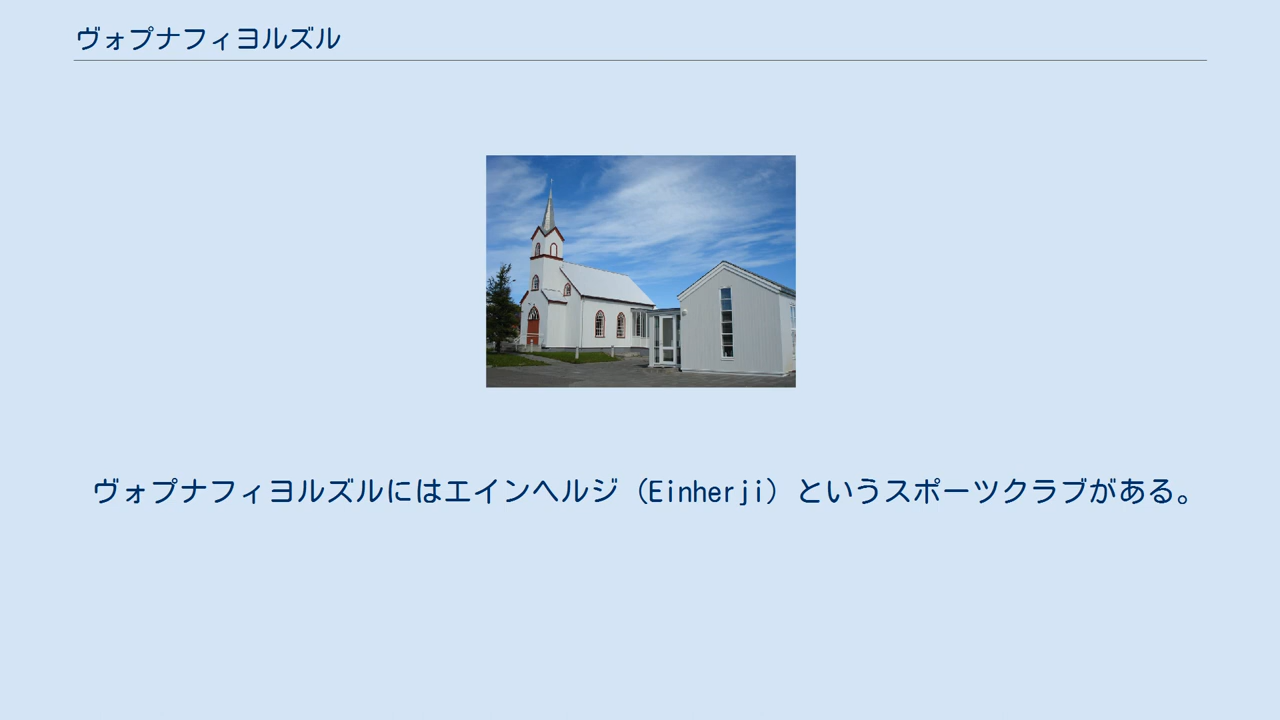 ヴォプナフィヨルズル
ヴォプナフィヨルズルにはエインヘルジ（Einherji）というスポーツクラブがある。